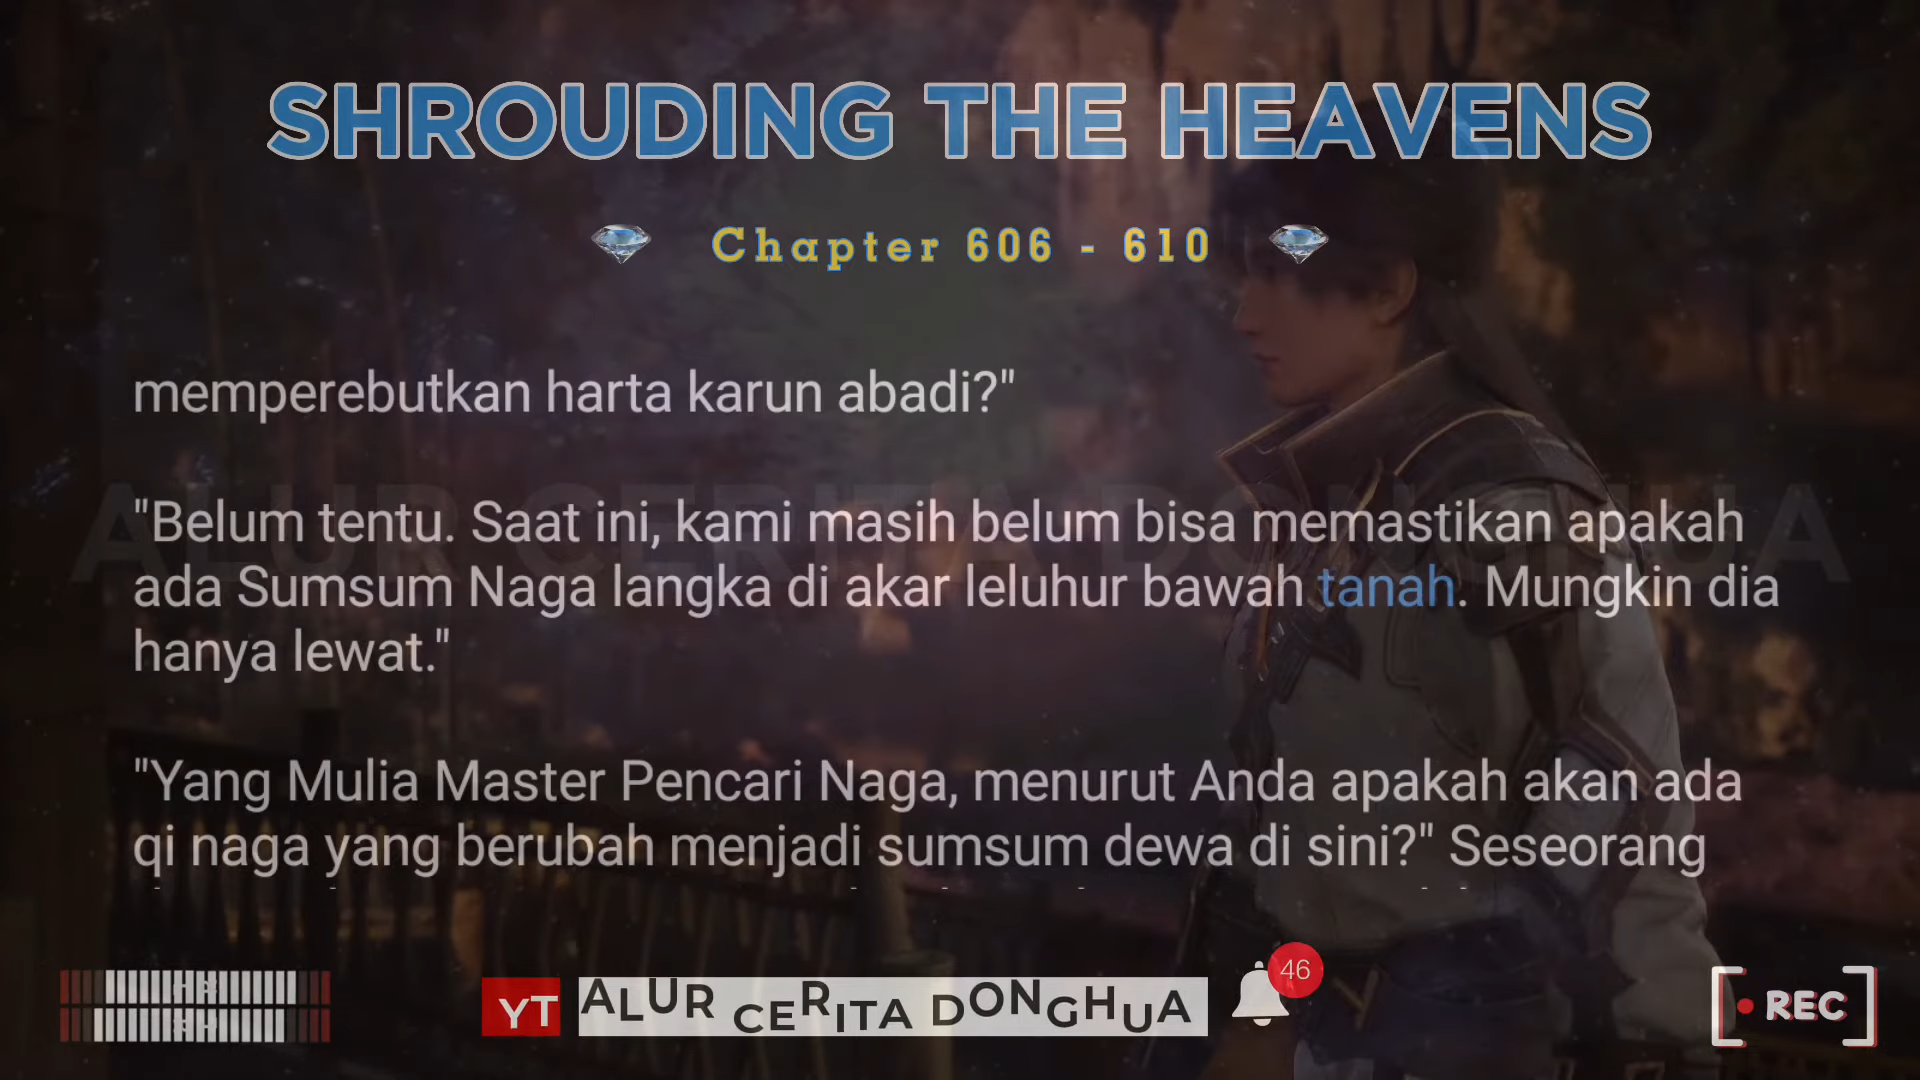 SHROUDING THE HEAVENS
Chapter 606 - 610
memperebutkan harta karun abadi?"
ALUR CERITA DONGHUA
"Belum tentu. Saat ini, kami masih belum bisa memastikan apakah
ada Sumsum Naga langka di akar leluhur bawah tanah. Mungkin dia
hanya lewat."
"Yang Mulia Master Pencari Naga, menurut Anda apakah akan ada
qi naga yang berubah menjadi sumsum dewa di sini?" Seseorang
YT ALUR CERITA DONGHUA
46
REC